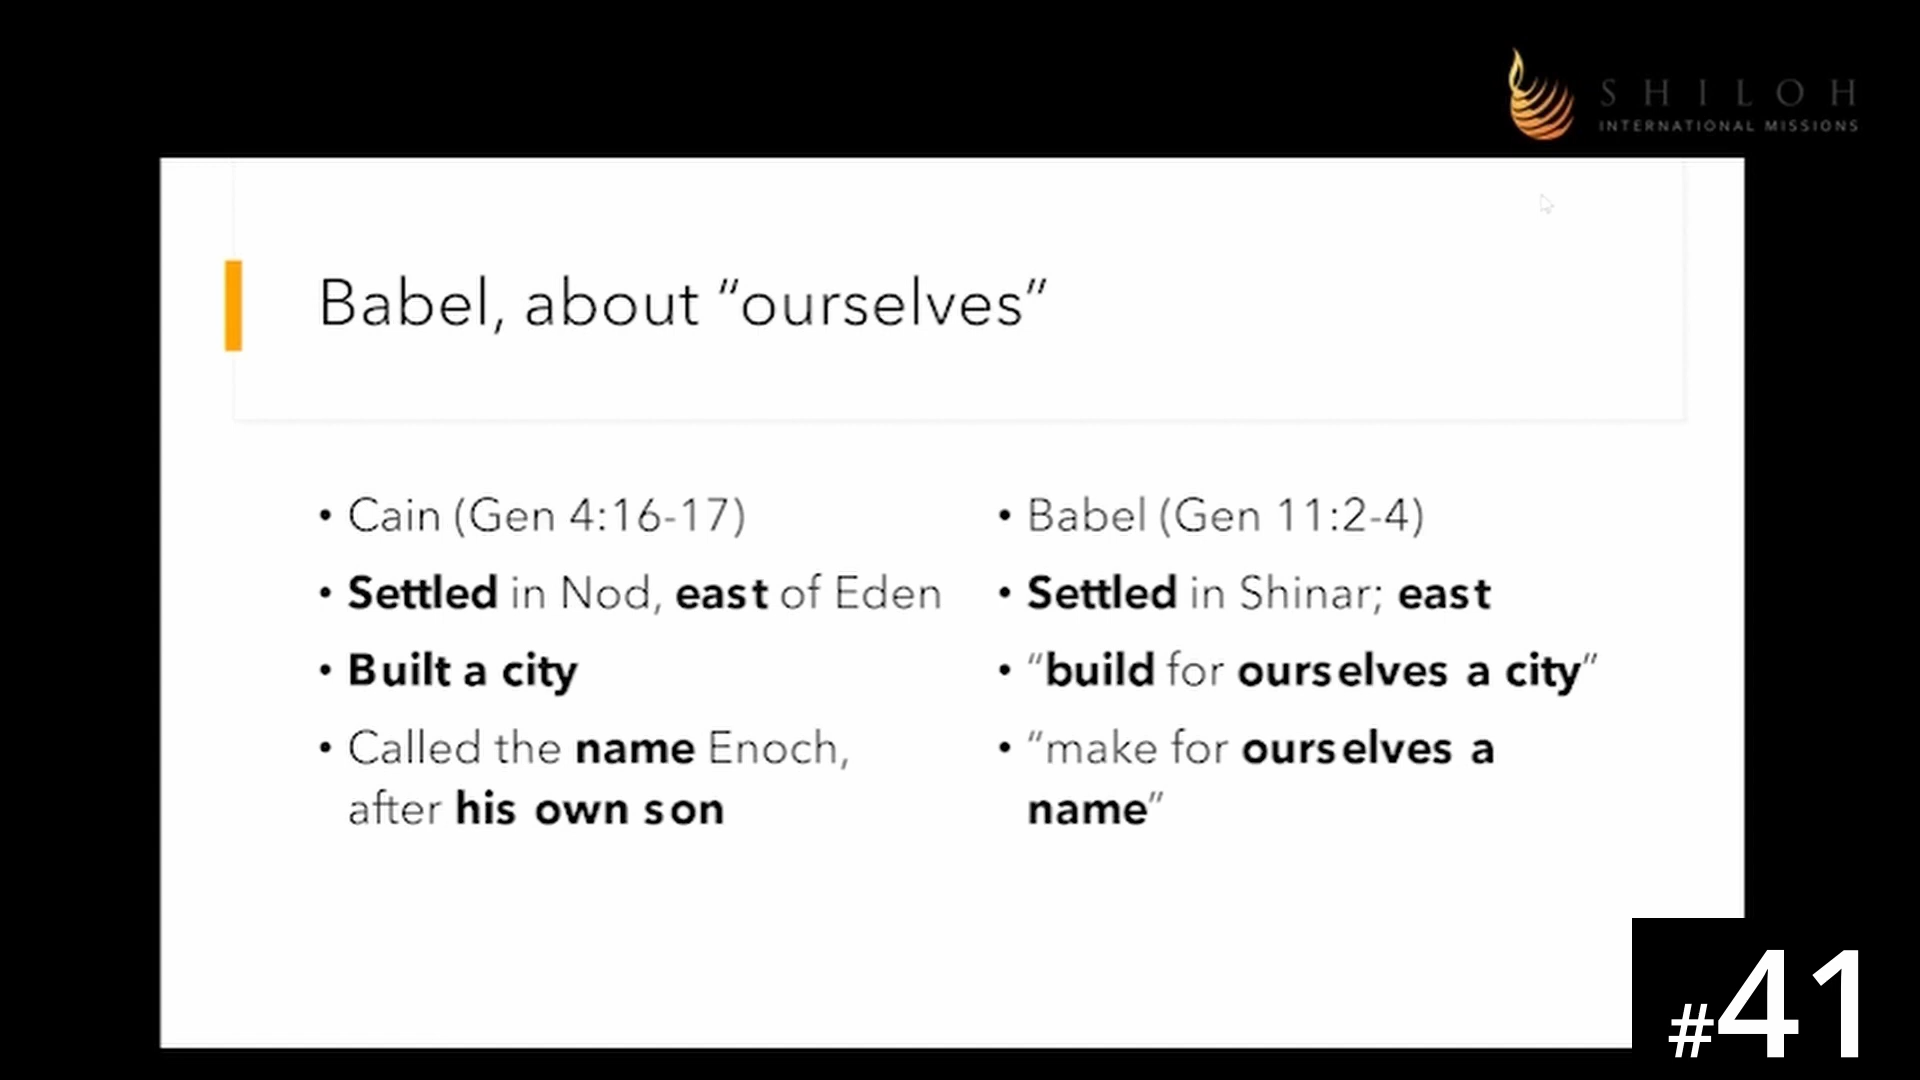 SHILOH
INTERNATIONAL MISSIONS
Babel, about “ourselves”
• Cain (Gen 4:16-17)
• Settled in Nod, east of Eden
• Built a city
• Called the name Enoch,
after his own son
• Babel (Gen 11:2-4)
• Settled in Shinar; east
• “build for ourselves a city”
• “make for ourselves a
name”
#41